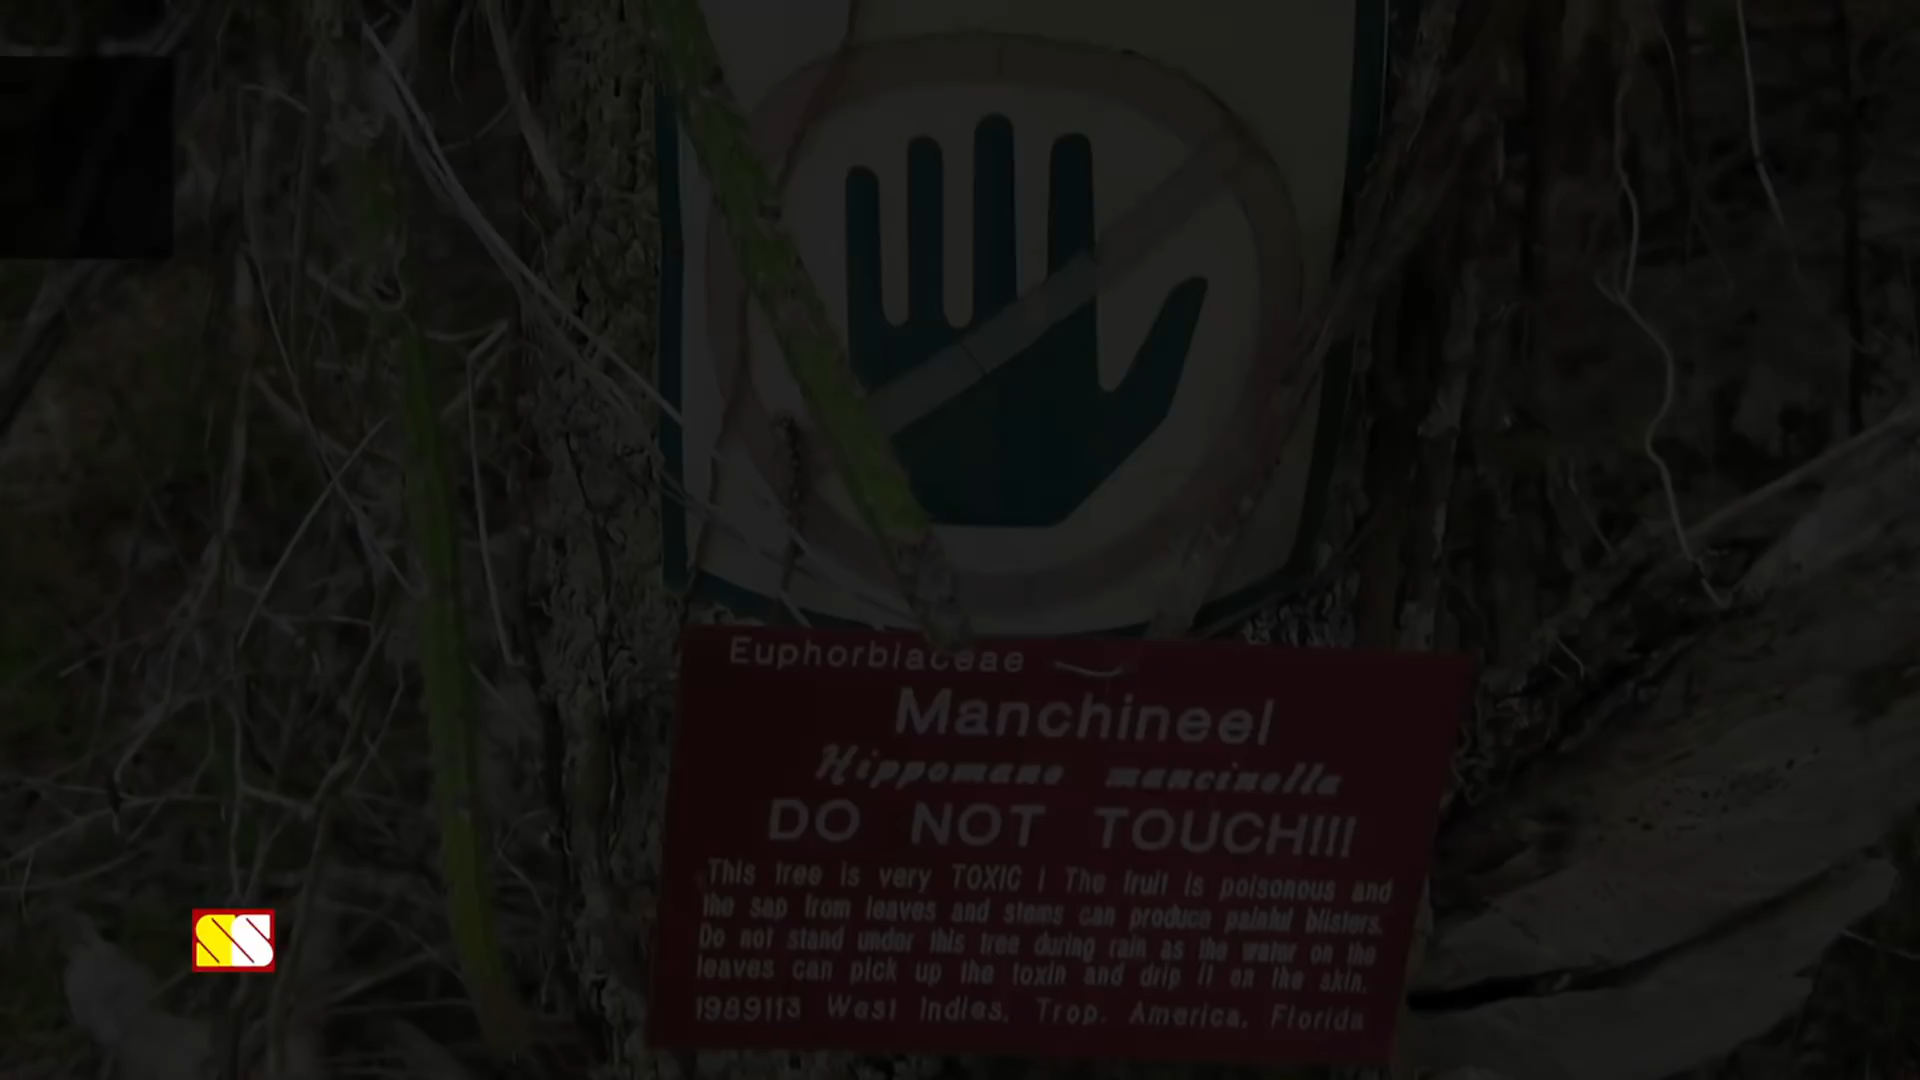 Euphorbiaceae
Manchineel
Hippomane mancinella
DO NOT TOUCH!!!
This tree is very TOXIC ! The fruit is poisonous and
the sap from leaves and stems can produce painful blisters.
Do not stand under this tree during rain as the water on the
leaves can pick up the toxin and drip it on the skin.
1989113 West Indies, Trop. America, Florida
SS